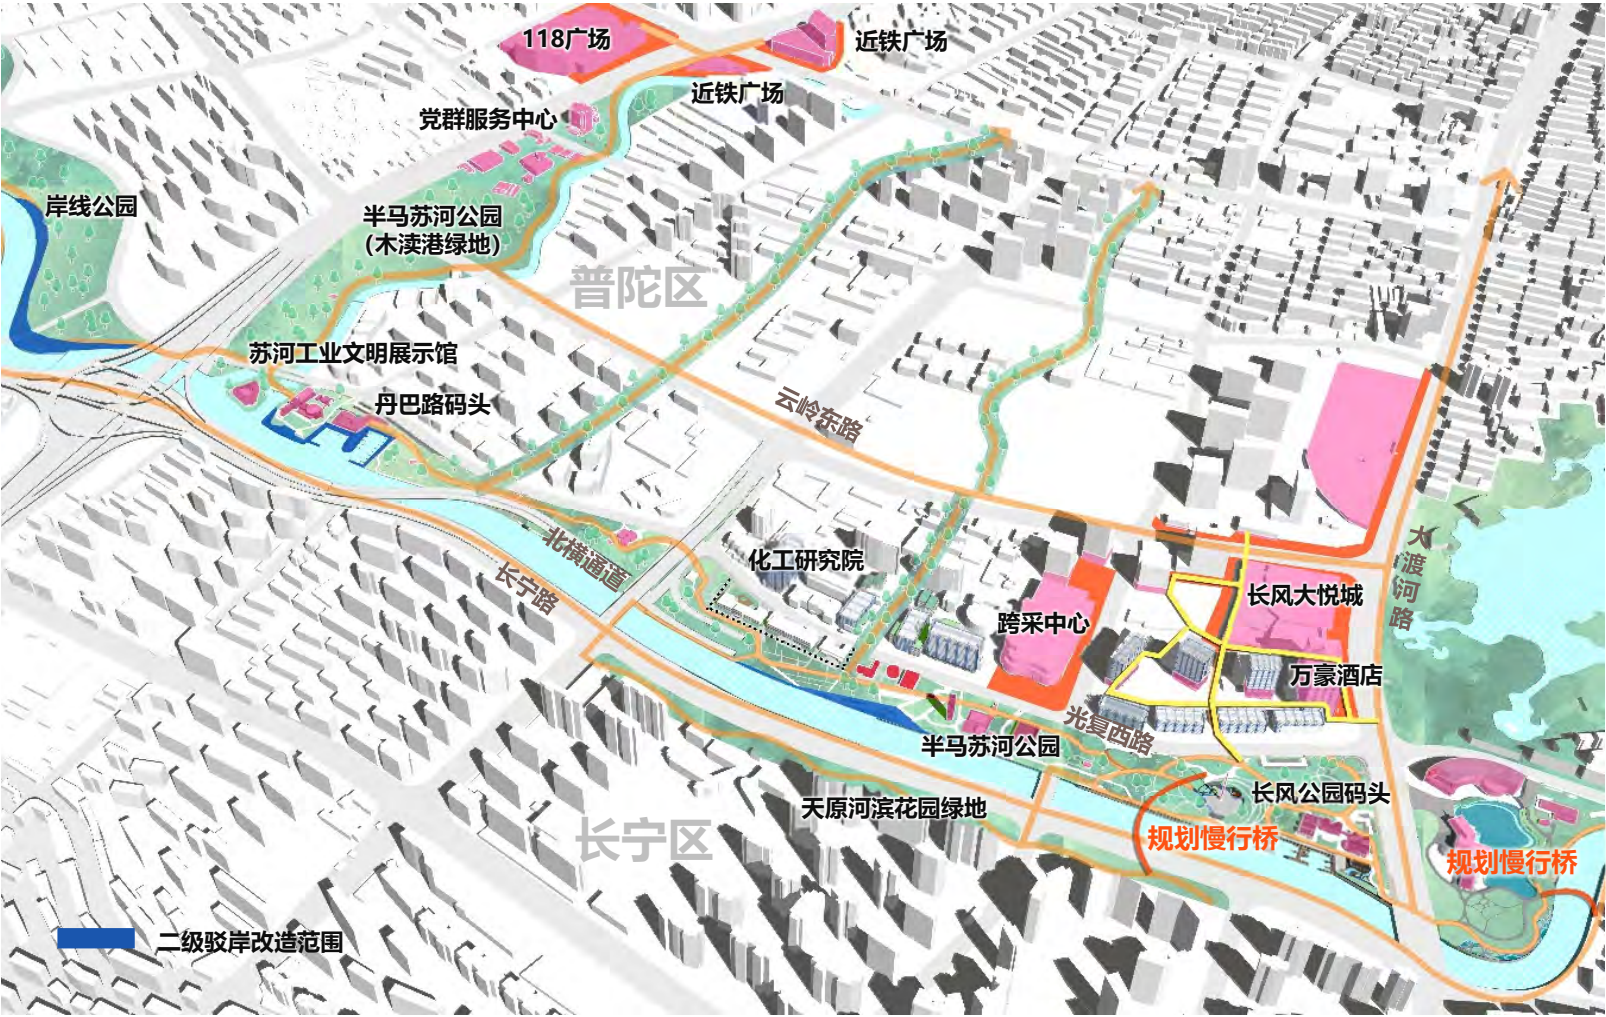 118广场
近铁广场
近铁广场
党群服务中心
岸线公园
半马苏河公园
(木渎港绿地)
普陀区
苏河工业文明展示馆
丹巴路码头
云岭东路
北横通道
长宁路
化工研究院
大渡河路
长风大悦城
跨采中心
万豪酒店
光复西路
半马苏河公园
长风公园码头
天原河滨花园绿地
长宁区
规划慢行桥
规划慢行桥
二级驳岸改造范围